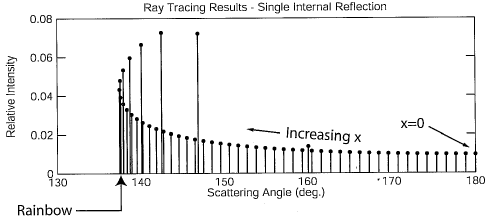 Ray Tracing Results - Single Internal Reflection
0.08
0.06
0.04
0.02
0
Relative Intensity
x=0
Increasing x
130
140
150
160
170
180
Scattering Angle (deg.)
Rainbow